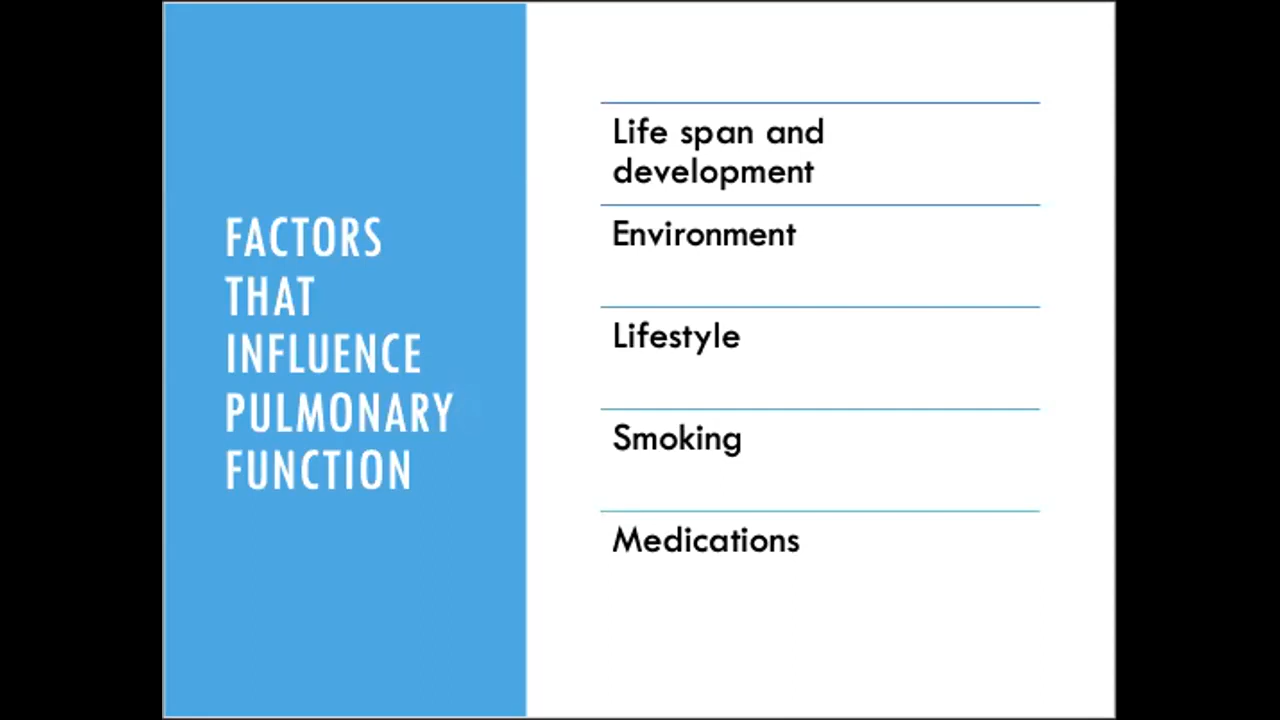 FACTORS
THAT
INFLUENCE
PULMONARY
FUNCTION
Life span and
development
Environment
Lifestyle
Smoking
Medications